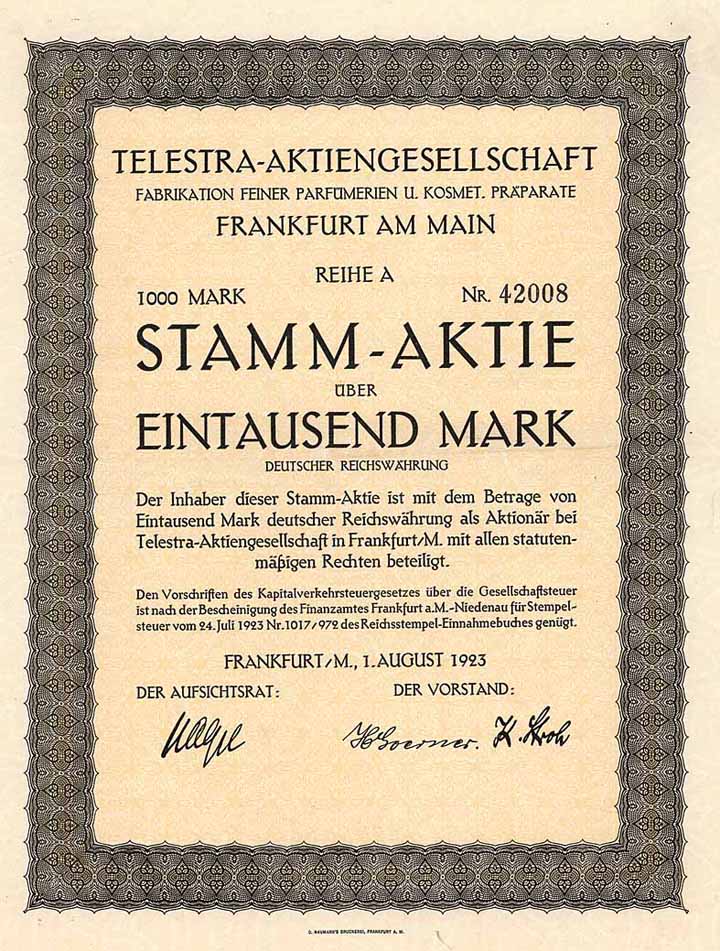 TELESTRA-AKTIENGESELLSCHAFT
FABRIKATION FEINER PARFÜMERIEN U. KOSMET. PRÄPARATE
FRANKFURT AM MAIN
REIHE A
1000 MARK NR. 42008
STAMM-AKTIE
ÜBER
EINTAUSEND MARK
DEUTSCHER REICHSWÄHRUNG
Der Inhaber dieser Stamm-Aktie ist mit dem Betrage von
Eintausend Mark deutscher Reichswährung als Aktionär bei
Telestra-Aktiengesellschaft in Frankfurt/M. mit allen statuten-
mäßigen Rechten beteiligt.
Den Vorschriften des Kapitalverkehrsteuergesetzes über die Gesellschaftsteuer
ist nach der Bescheinigung des Finanzamtes Frankfurt a.M.-Niedenau für Stempel-
steuer vom 24. Juli 1923 Nr. 1017/972 des Reichsstempel-Einnahmebuches genügt.
FRANKFURT/M., 1. AUGUST 1923
DER AUFSICHTSRAT: DER VORSTAND:
K. Stroh
D. NAUMANN'S DRUCKEREI, FRANKFURT A. M.